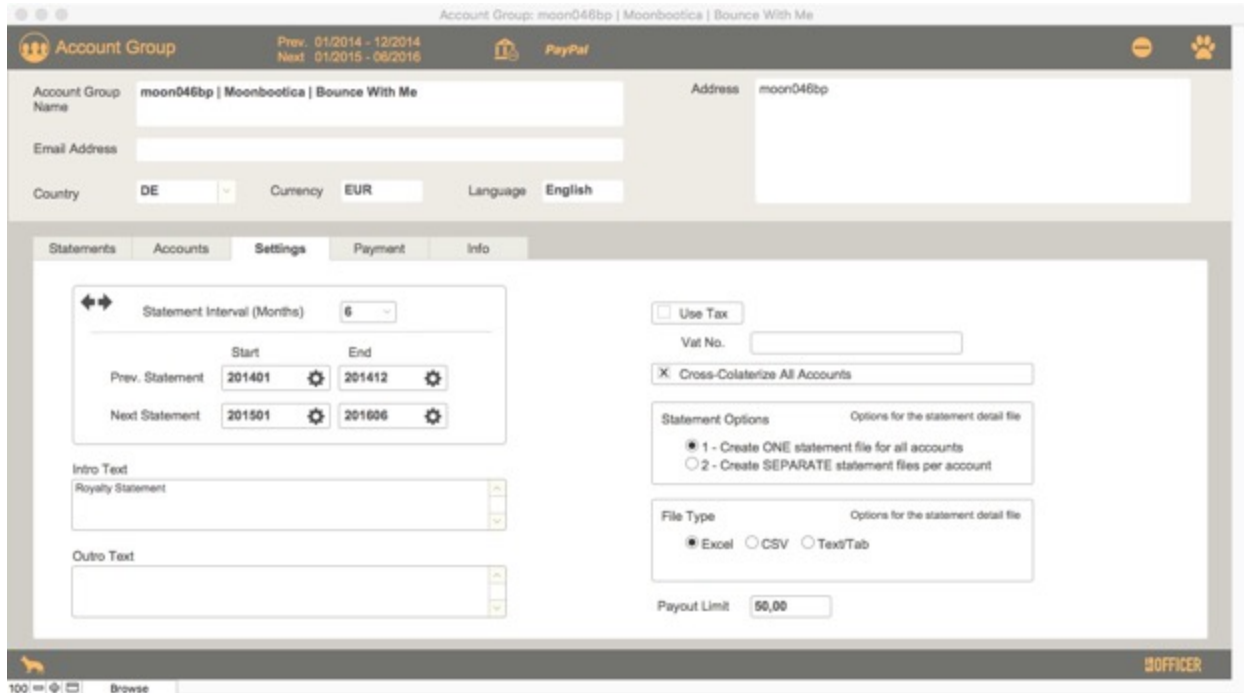 Account Group: moon046bp | Moonbootica | Bounce With Me
Account Group
Prev. 01/2014 - 12/2014
Next 01/2015 - 06/2016
PayPal
Account Group Name
moon046bp | Moonbootica | Bounce With Me
Address
moon046bp
Email Address
Country DE Currency EUR Language English
Statements Accounts Settings Payment Info
Statement Interval (Months) 6
Start End
Prev. Statement 201401 201412
Next Statement 201501 201606
Intro Text
Royalty Statement
Outro Text
Use Tax
Vat No.
Cross-Colaterize All Accounts
Statement Options Options for the statement detail file
1 - Create ONE statement file for all accounts
2 - Create SEPARATE statement files per account
File Type Options for the statement detail file
Excel CSV Text/Tab
Payout Limit 50,00
OFFICER
100 Browse